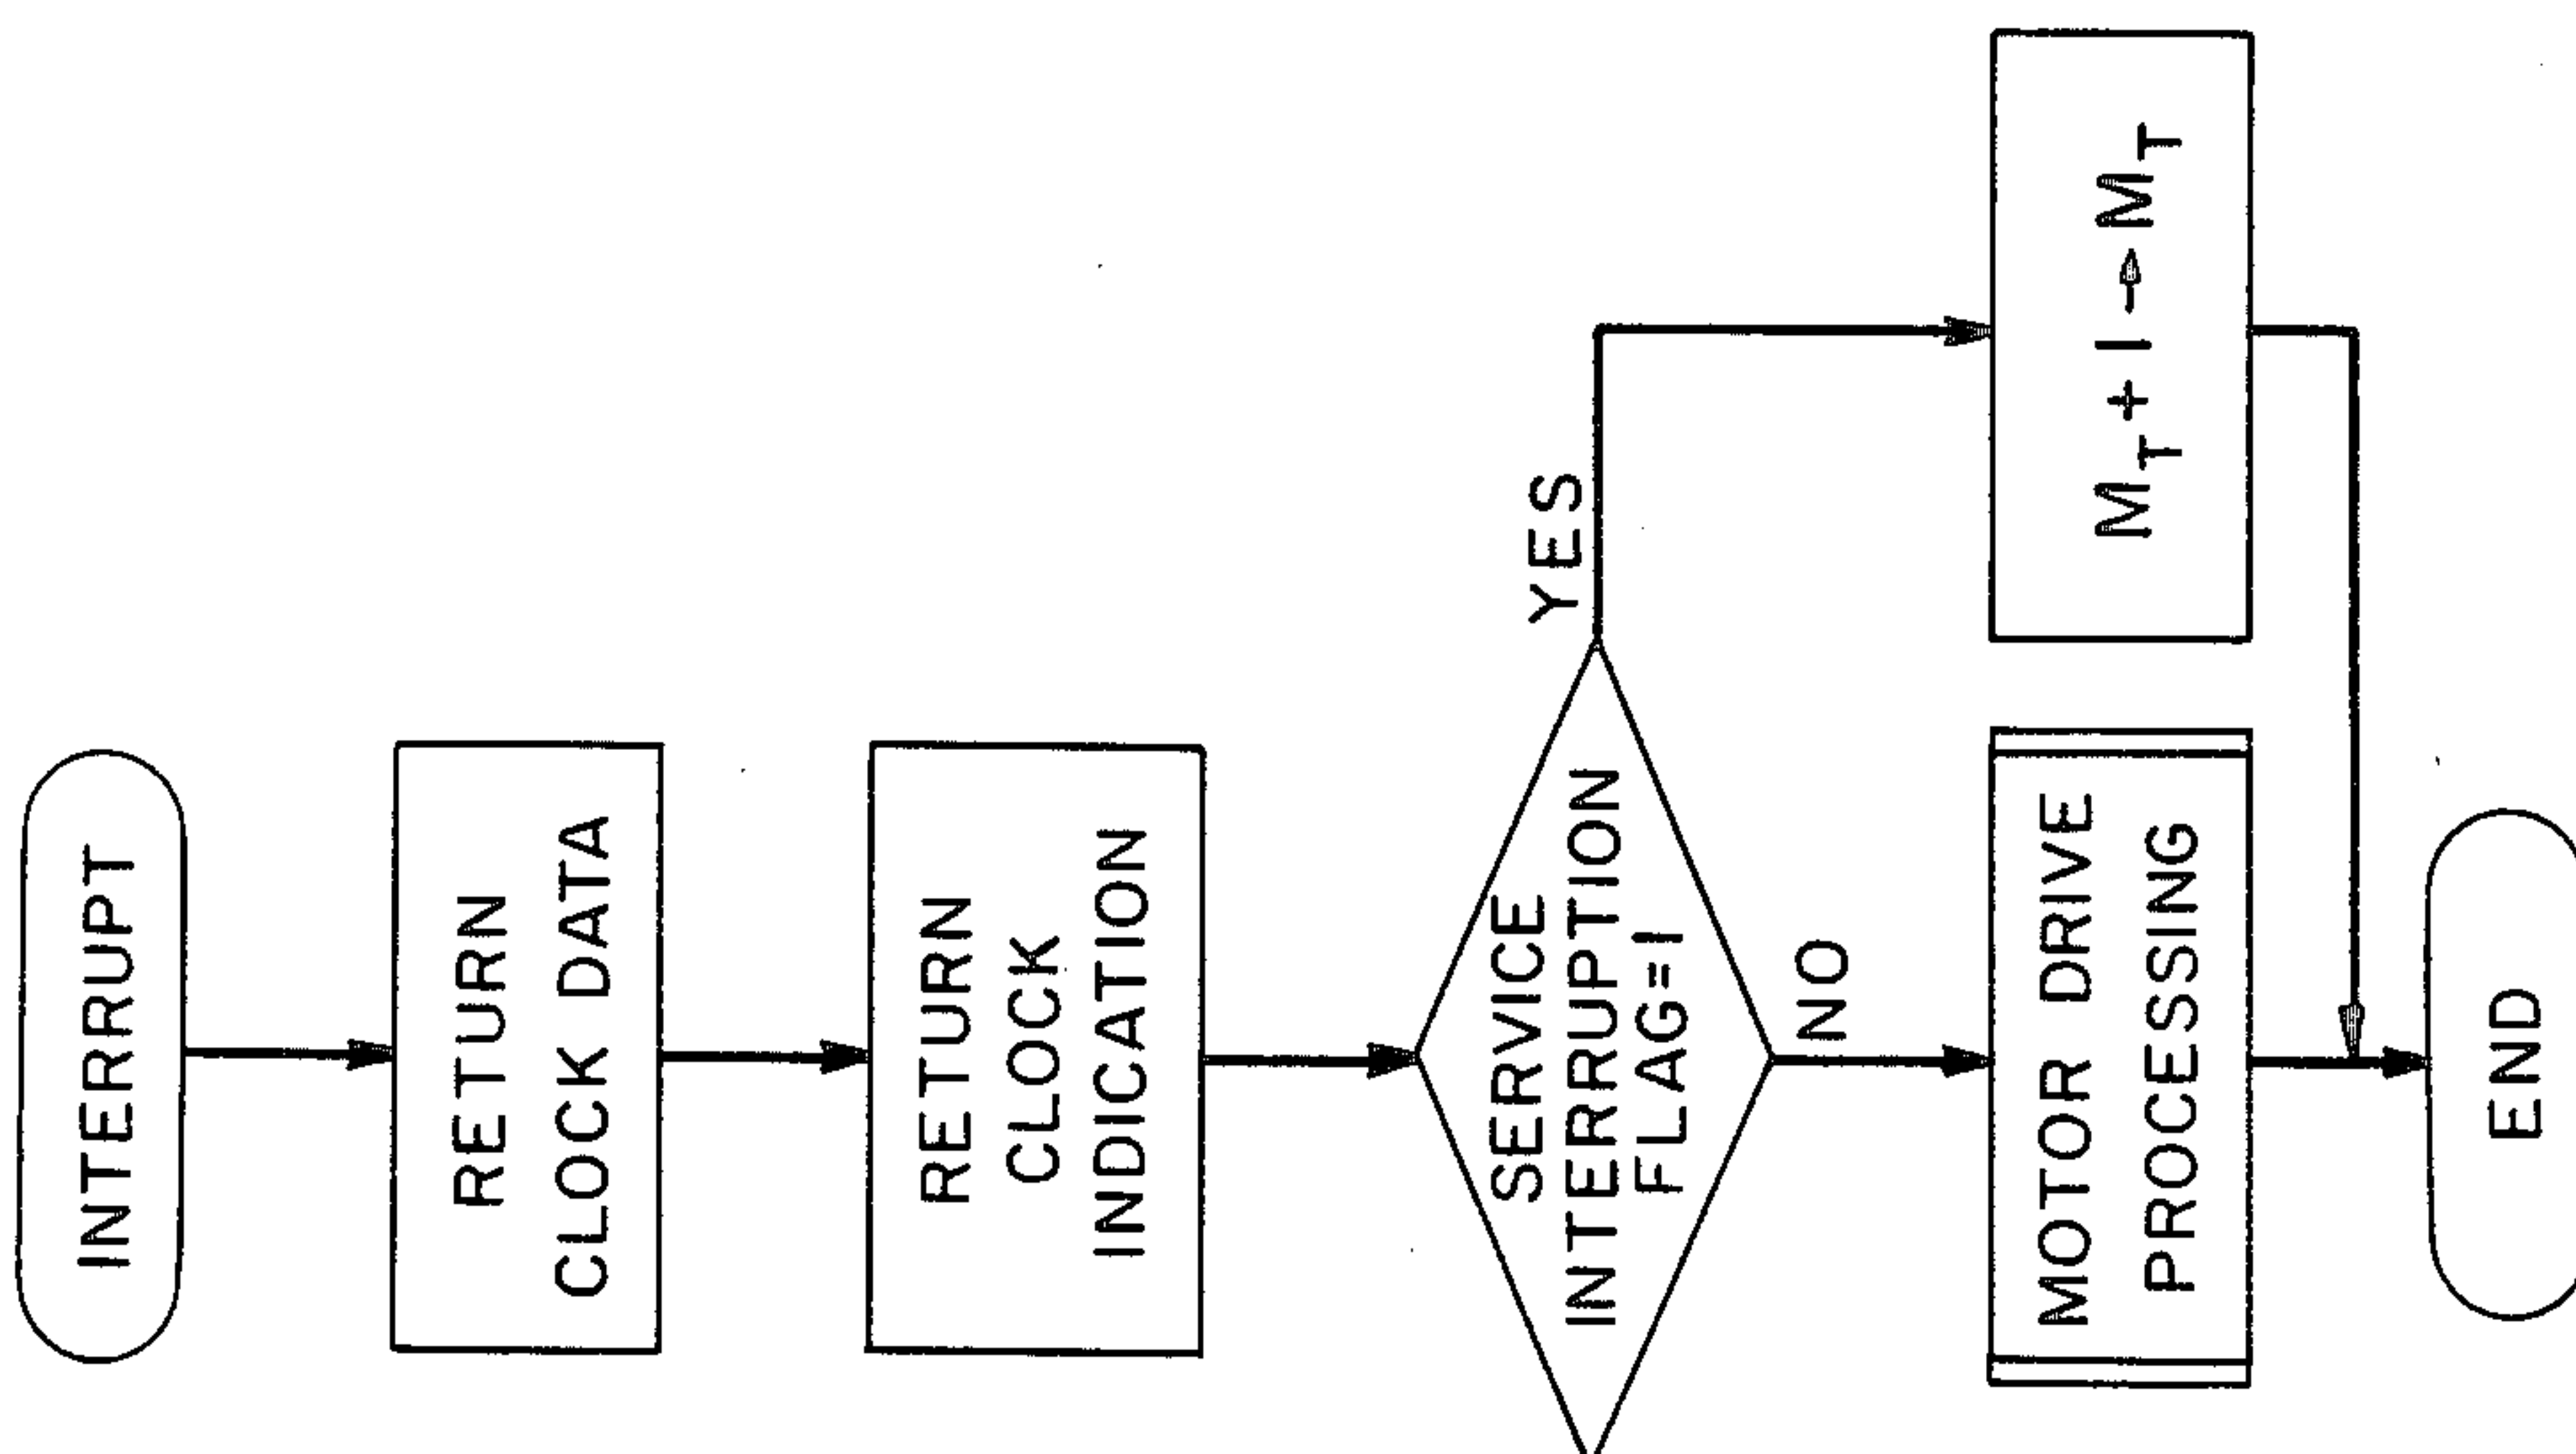 INTERRUPT
RETURN
CLOCK DATA
RETURN
CLOCK
INDICATION
SERVICE
INTERRUPTION
FLAG=1
YES
NO
MOTOR DRIVE
PROCESSING
M_T + 1 → M_T
END